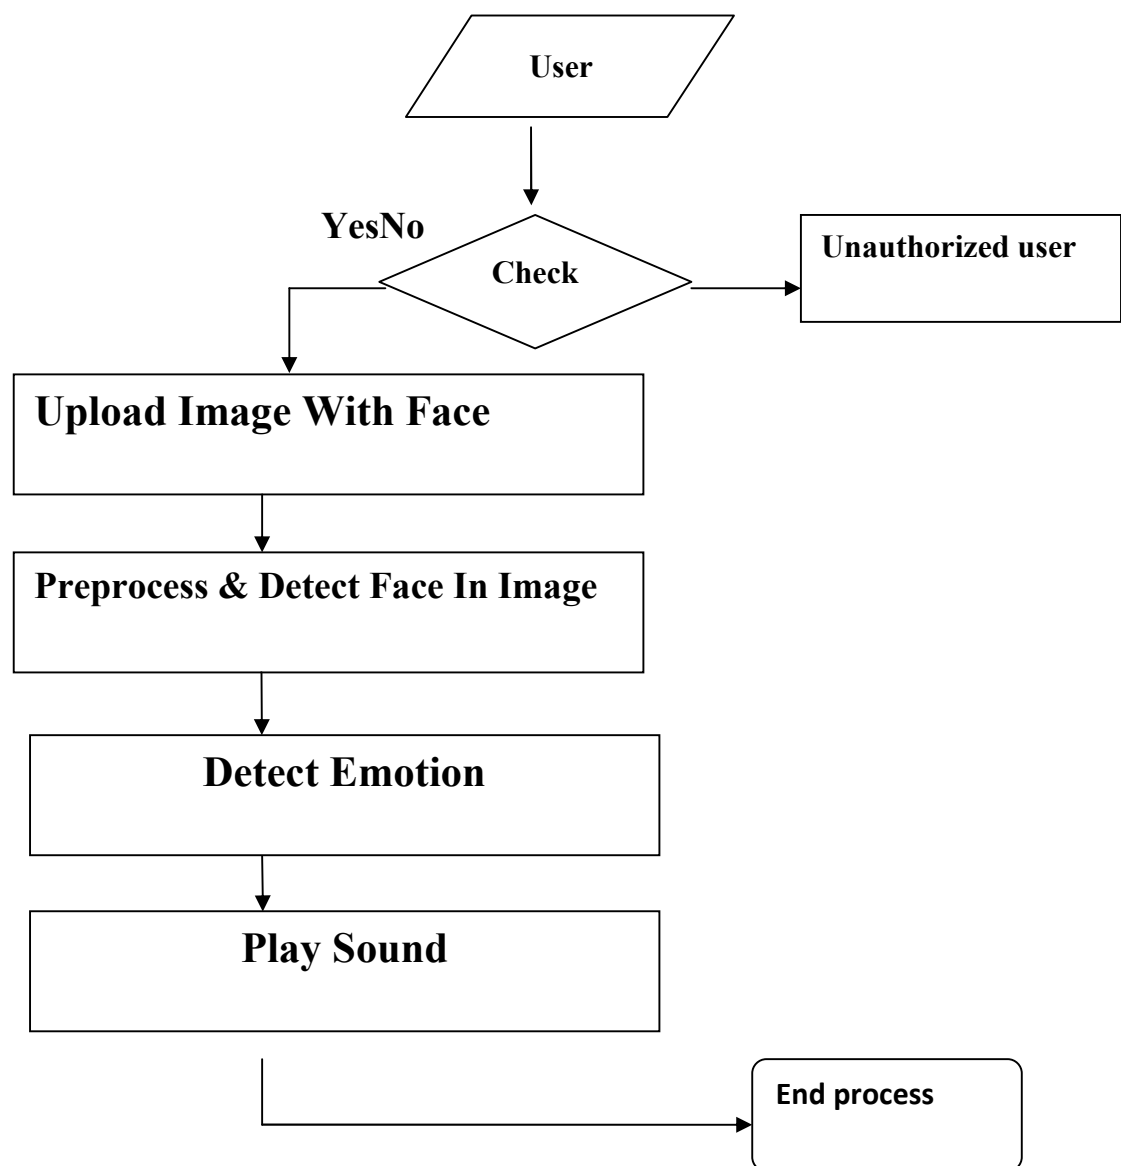 User
YesNo
Check
Unauthorized user
Upload Image With Face
Preprocess & Detect Face In Image
Detect Emotion
Play Sound
End process